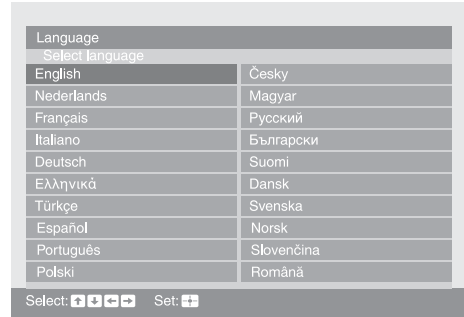 Language
Select language
English Česky
Nederlands Magyar
Français Русский
Italiano Български
Deutsch Suomi
Ελληνικά Dansk
Türkçe Svenska
Español Norsk
Português Slovenčina
Polski Română
Select: Set: